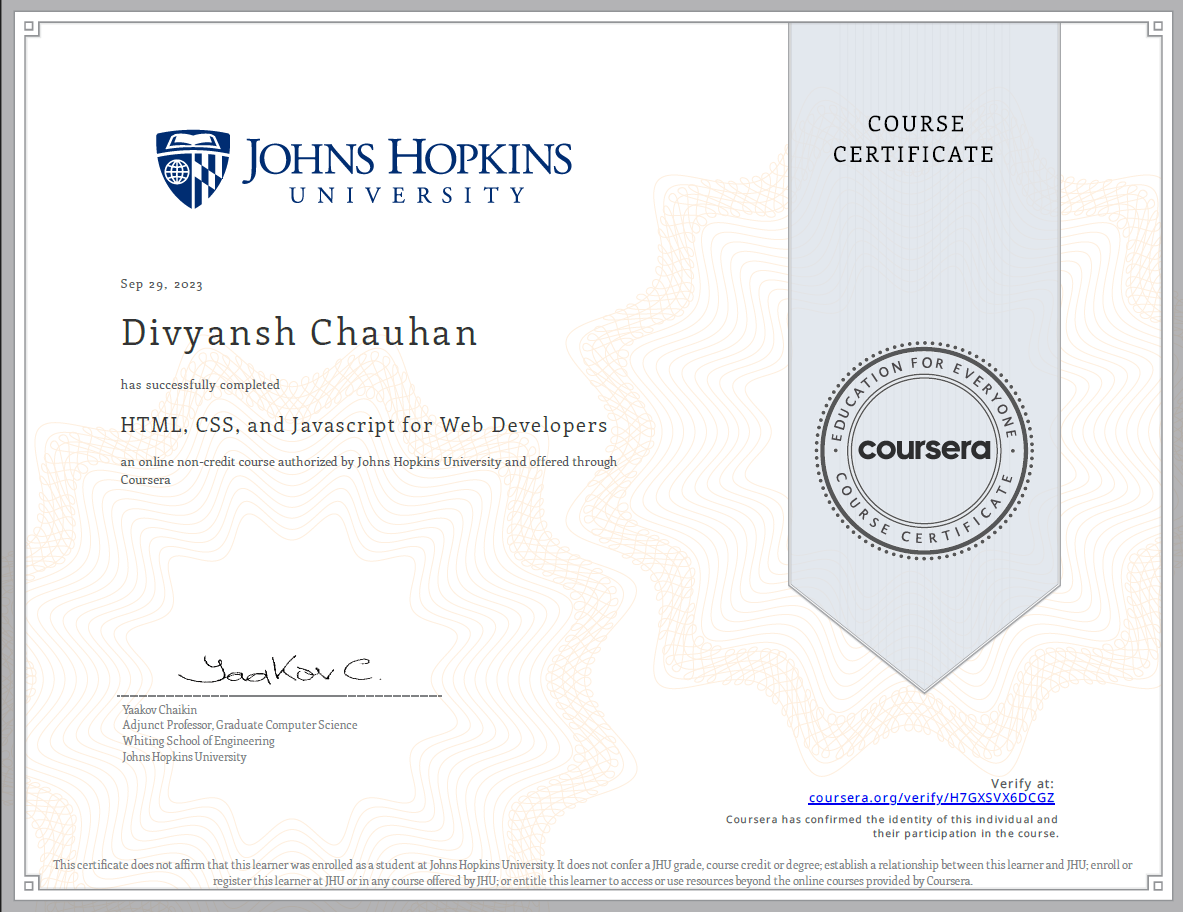 JOHNS HOPKINS
UNIVERSITY
COURSE
CERTIFICATE
Sep 29, 2023
Divyansh Chauhan
has successfully completed
HTML, CSS, and Javascript for Web Developers
an online non-credit course authorized by Johns Hopkins University and offered through
Coursera
EDUCATION FOR EVERYONE
coursera
COURSE CERTIFICATE
Yaakov C.
Yaakov Chaikin
Adjunct Professor, Graduate Computer Science
Whiting School of Engineering
Johns Hopkins University
Verify at:
coursera.org/verify/H7GXSVX6DCGZ
Coursera has confirmed the identity of this individual and
their participation in the course.
This certificate does not affirm that this learner was enrolled as a student at Johns Hopkins University. It does not confer a JHU grade, course credit or degree; establish a relationship between this learner and JHU; enroll or
register this learner at JHU or in any course offered by JHU; or entitle this learner to access or use resources beyond the online courses provided by Coursera.